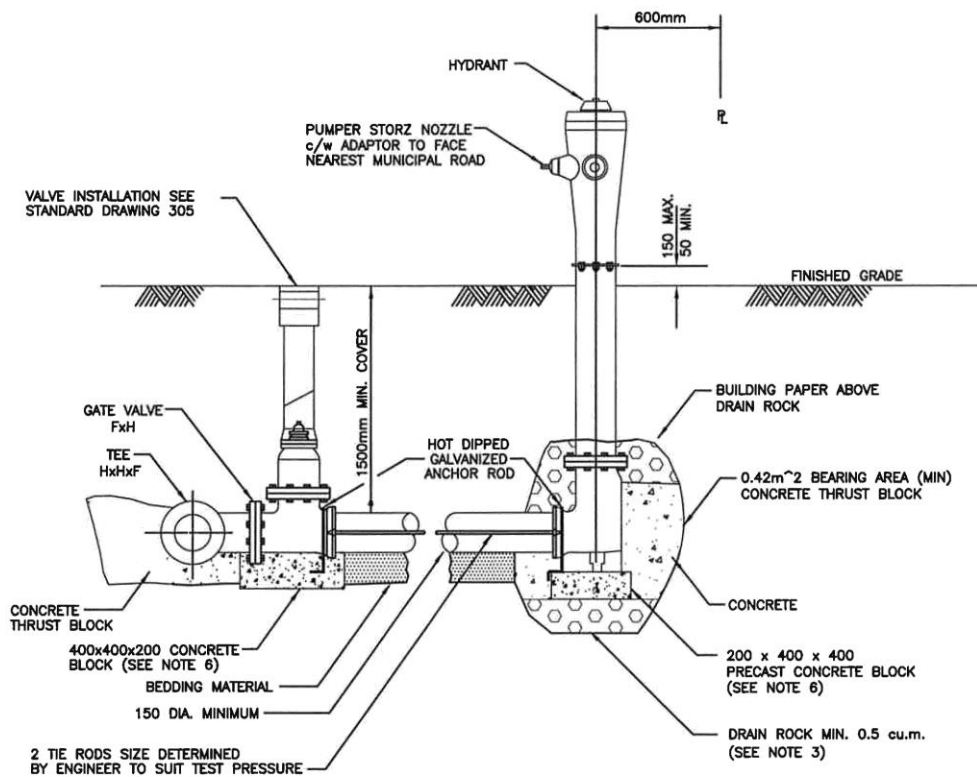 600mm
HYDRANT
PUMPER STORZ NOZZLE
c/w ADAPTOR TO FACE
NEAREST MUNICIPAL ROAD
℄
VALVE INSTALLATION SEE
STANDARD DRAWING 305
150 MAX.
50 MIN.
FINISHED GRADE
1500mm MIN. COVER
BUILDING PAPER ABOVE
DRAIN ROCK
GATE VALVE
FxH
HOT DIPPED
GALVANIZED
ANCHOR ROD
TEE
HxHxF
0.42m^2 BEARING AREA (MIN)
CONCRETE THRUST BLOCK
CONCRETE
THRUST BLOCK
CONCRETE
400x400x200 CONCRETE
BLOCK (SEE NOTE 6)
200 x 400 x 400
PRECAST CONCRETE BLOCK
(SEE NOTE 6)
BEDDING MATERIAL
150 DIA. MINIMUM
DRAIN ROCK MIN. 0.5 cu.m.
(SEE NOTE 3)
2 TIE RODS SIZE DETERMINED
BY ENGINEER TO SUIT TEST PRESSURE